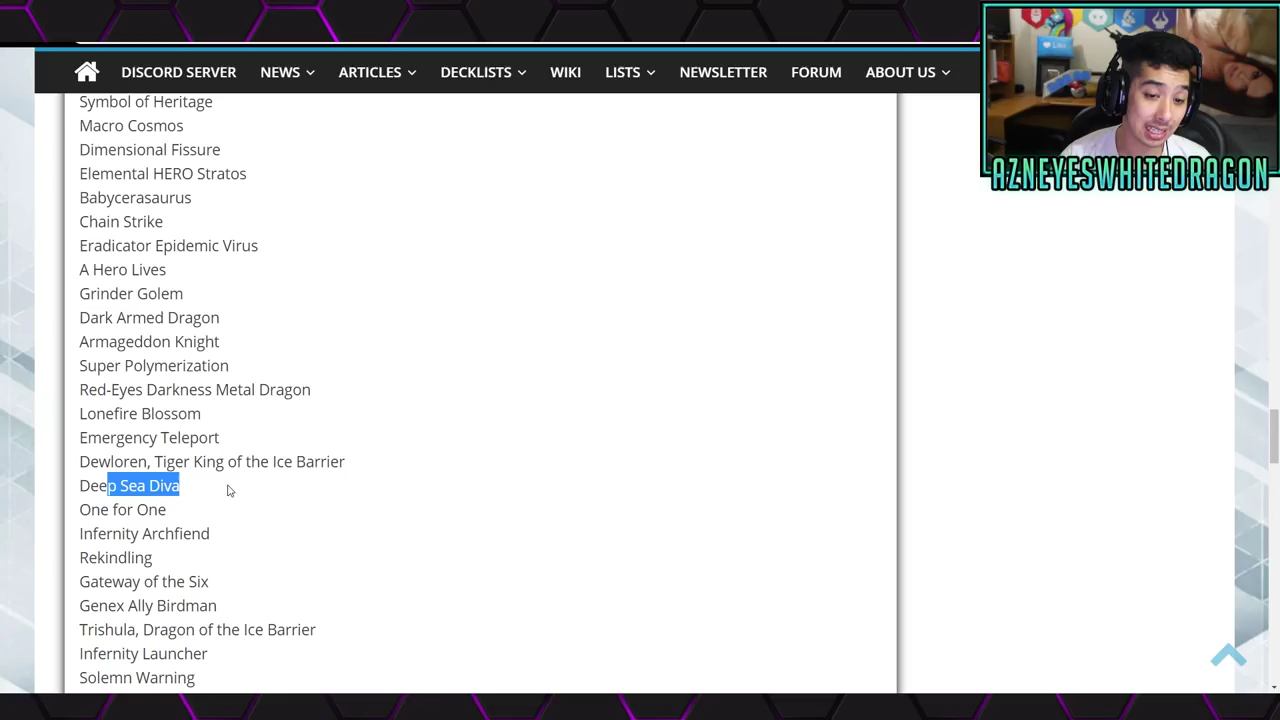 DISCORD SERVER NEWS ARTICLES DECKLISTS WIKI LISTS NEWSLETTER FORUM ABOUT US
Symbol of Heritage
Macro Cosmos
Dimensional Fissure
Elemental HERO Stratos
Babycerasaurus
Chain Strike
Eradicator Epidemic Virus
A Hero Lives
Grinder Golem
Dark Armed Dragon
Armageddon Knight
Super Polymerization
Red-Eyes Darkness Metal Dragon
Lonefire Blossom
Emergency Teleport
Dewloren, Tiger King of the Ice Barrier
Deep Sea Diva
One for One
Infernity Archfiend
Rekindling
Gateway of the Six
Genex Ally Birdman
Trishula, Dragon of the Ice Barrier
Infernity Launcher
Solemn Warning
Like
AZNEYESWHITEDRAGON